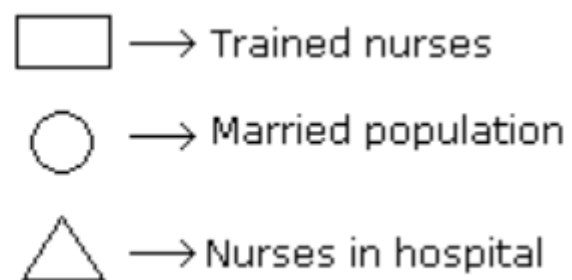 Trained nurses
Married population
Nurses in hospital